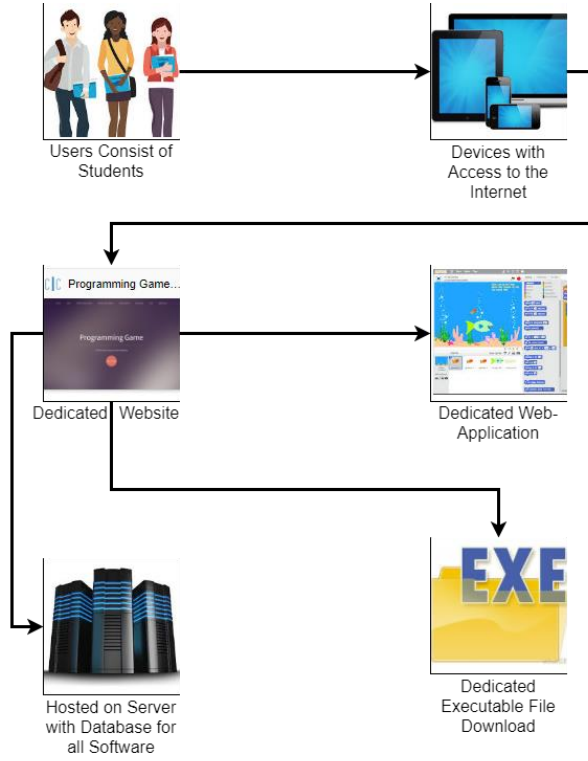 Users Consist of
Students
Devices with
Access to the
Internet
C|C Programming Game...
Programming Game
Dedicated Website
Dedicated Web-
Application
EXE
Hosted on Server
with Database for
all Software
Dedicated
Executable File
Download